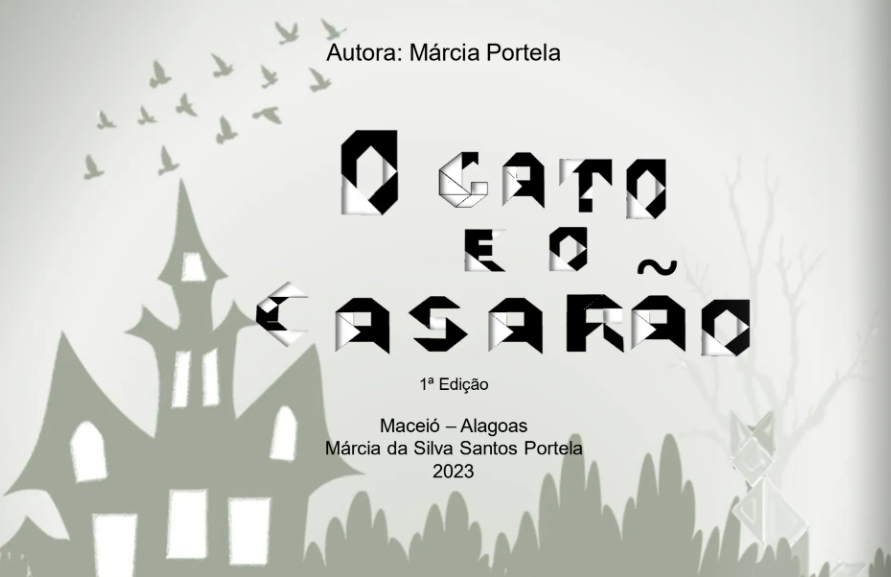 Autora: Márcia Portela
O GATO
E O
CASARÃO
1ª Edição
Maceió – Alagoas
Márcia da Silva Santos Portela
2023